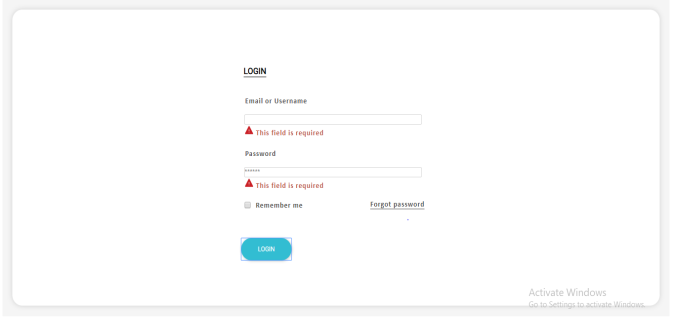 LOGIN
Email or Username
This field is required
Password
******
This field is required
Remember me
Forgot password
LOGIN
Activate Windows
Go to Settings to activate Windows.